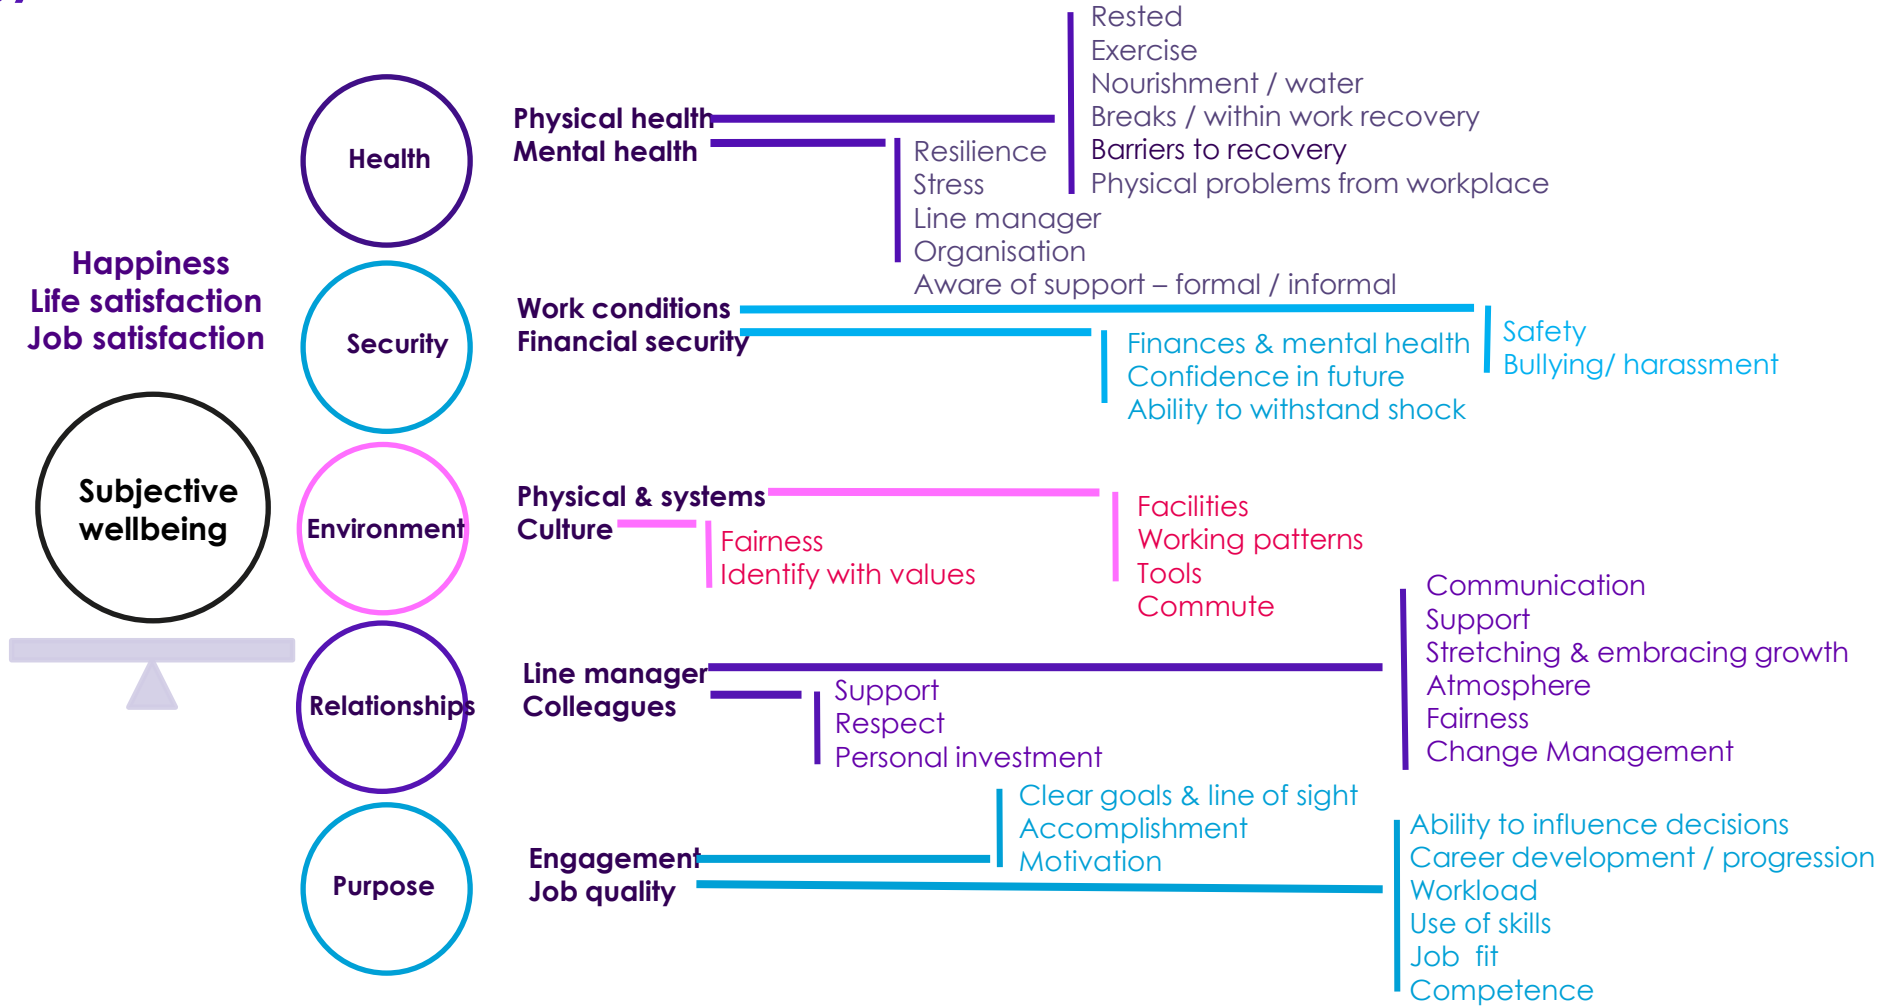 Happiness
Life satisfaction
Job satisfaction
Subjective
wellbeing
Health
Physical health
Mental health
Rested
Exercise
Nourishment / water
Breaks / within work recovery
Barriers to recovery
Physical problems from workplace
Resilience
Stress
Line manager
Organisation
Aware of support – formal / informal
Security
Work conditions
Financial security
Safety
Bullying/ harassment
Finances & mental health
Confidence in future
Ability to withstand shock
Environment
Physical & systems
Culture
Facilities
Working patterns
Tools
Commute
Fairness
Identify with values
Relationships
Line manager
Colleagues
Communication
Support
Stretching & embracing growth
Atmosphere
Fairness
Change Management
Support
Respect
Personal investment
Purpose
Engagement
Job quality
Clear goals & line of sight
Accomplishment
Motivation
Ability to influence decisions
Career development / progression
Workload
Use of skills
Job  fit
Competence